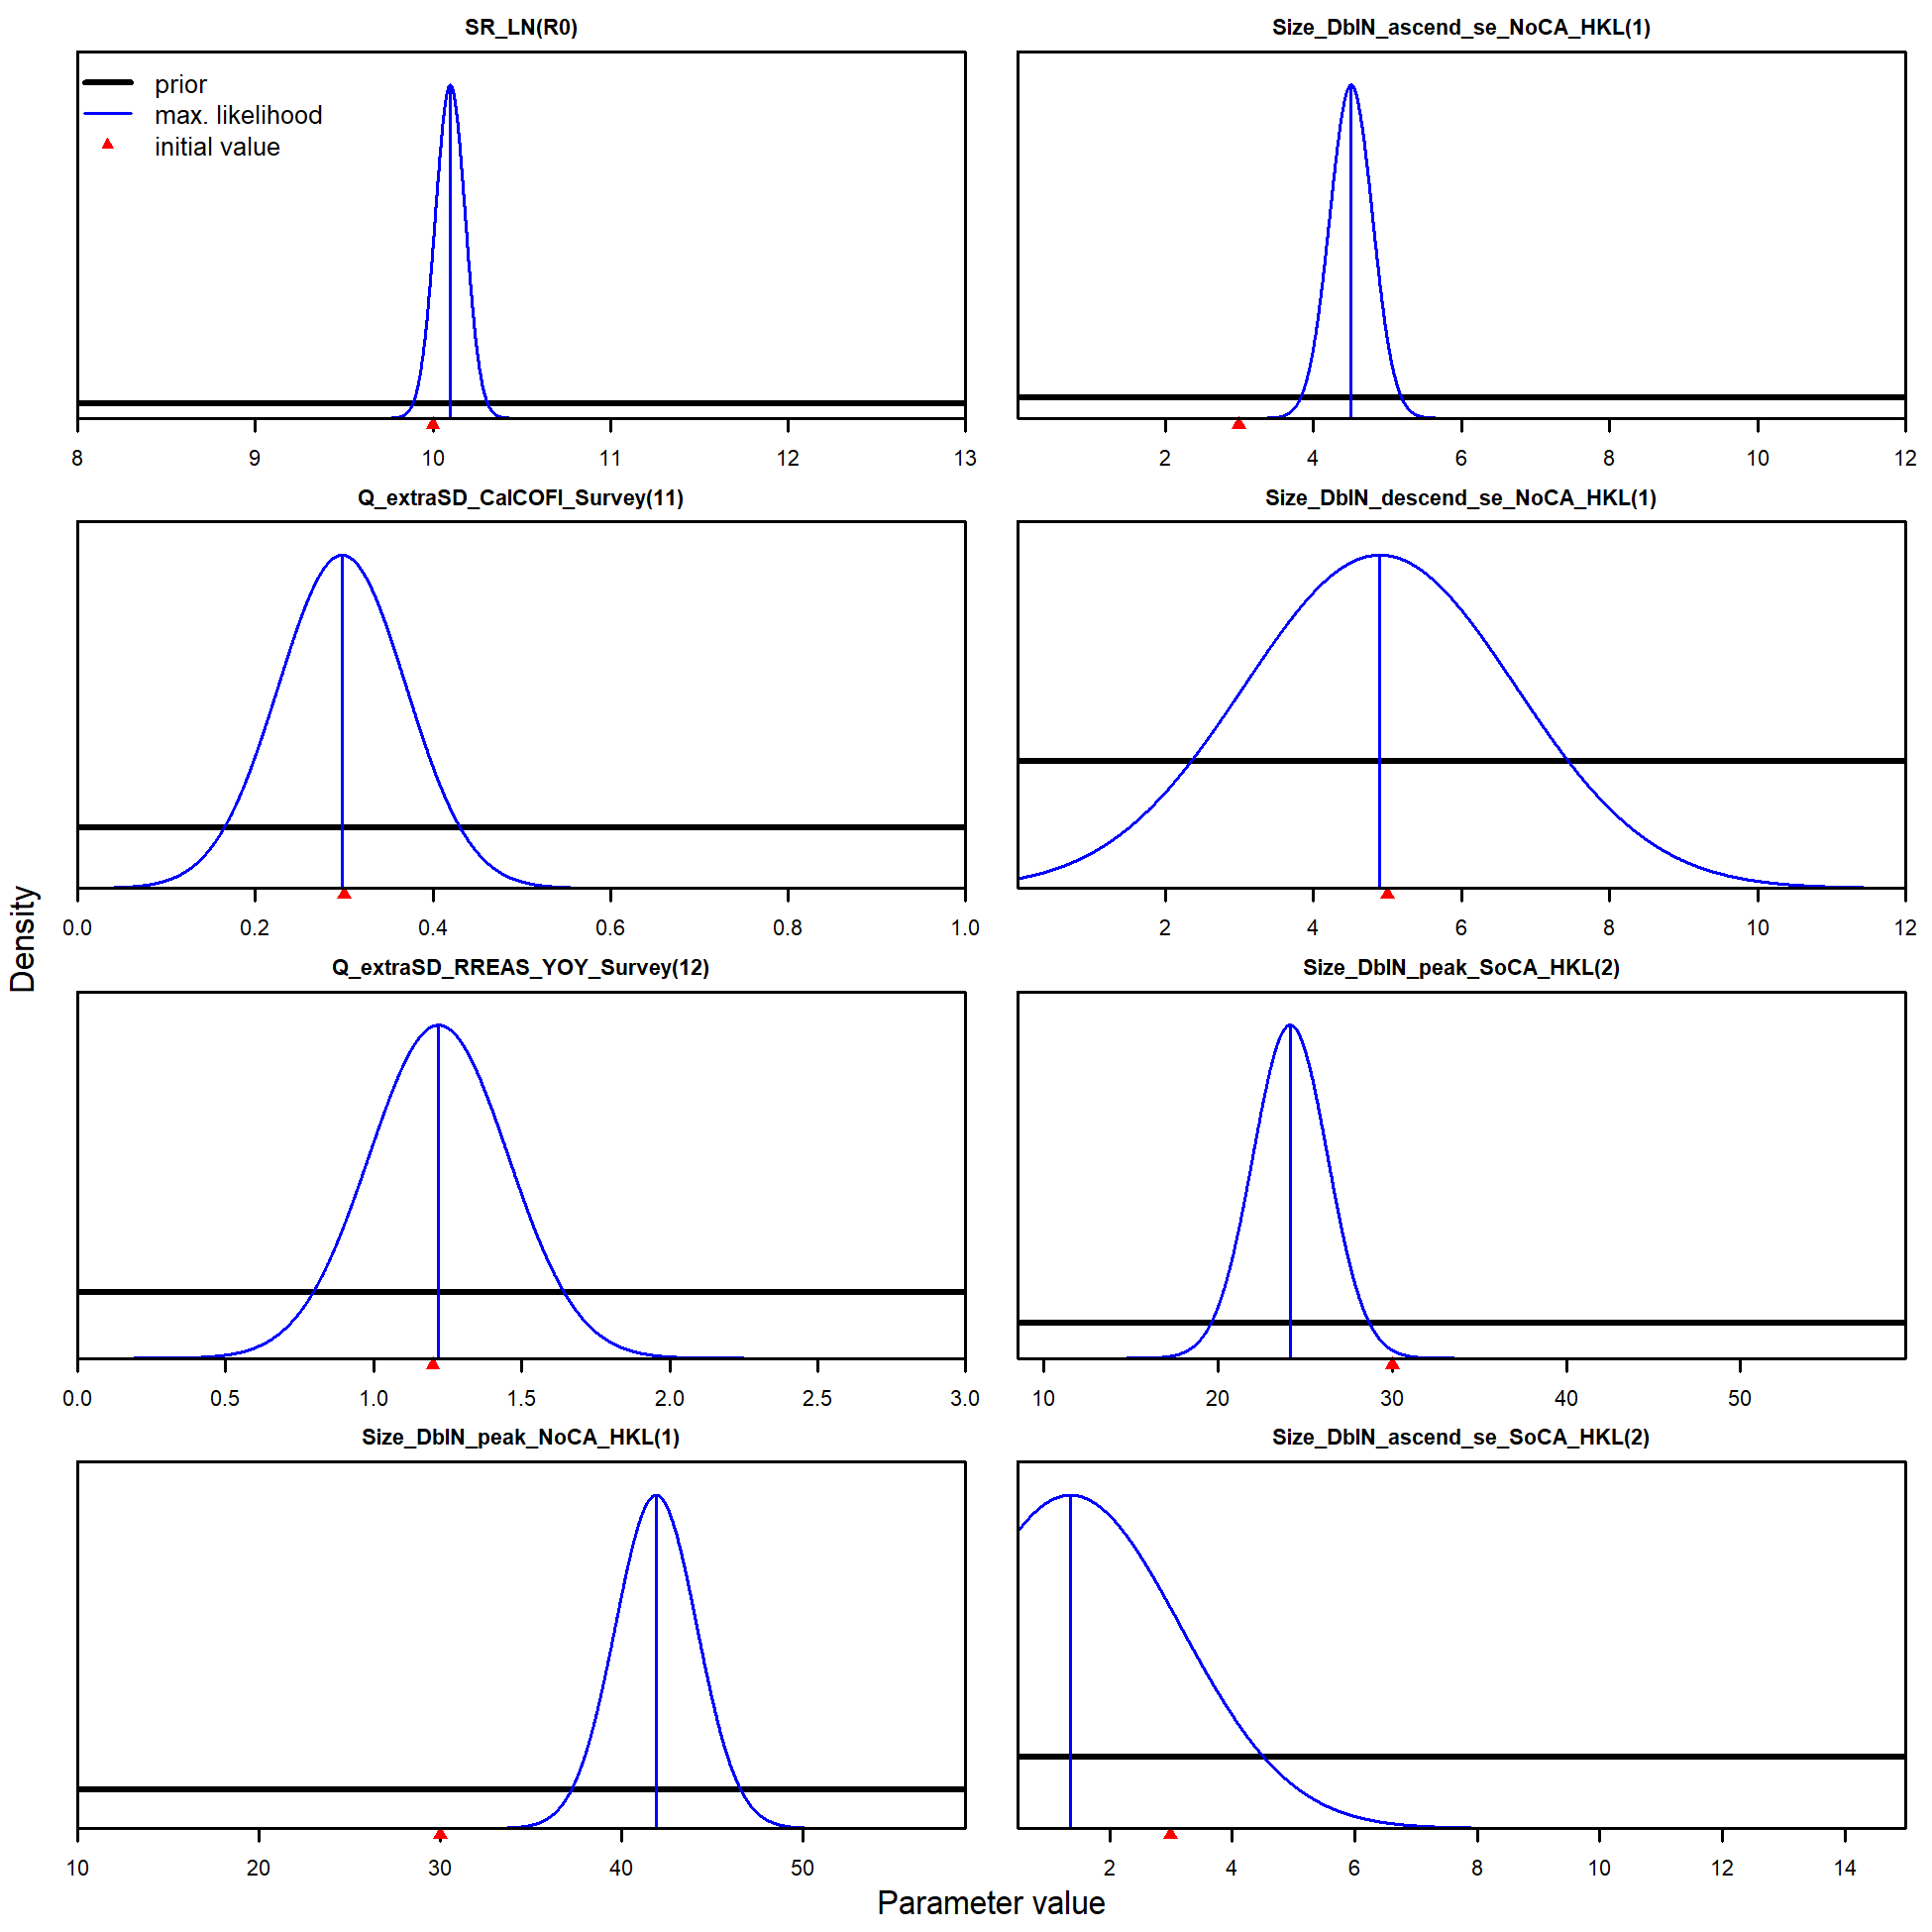 SR_LN(R0)
prior
max. likelihood
initial value
8 9 10 11 12 13
Size_DblN_ascend_se_NoCA_HKL(1)
2 4 6 8 10 12
Q_extraSD_CalCOFI_Survey(11)
0.0 0.2 0.4 0.6 0.8 1.0
Size_DblN_descend_se_NoCA_HKL(1)
2 4 6 8 10 12
Q_extraSD_RREAS_YOY_Survey(12)
0.0 0.5 1.0 1.5 2.0 2.5 3.0
Size_DblN_peak_SoCA_HKL(2)
10 20 30 40 50
Size_DblN_peak_NoCA_HKL(1)
10 20 30 40 50
Size_DblN_ascend_se_SoCA_HKL(2)
2 4 6 8 10 12 14
Density
Parameter value